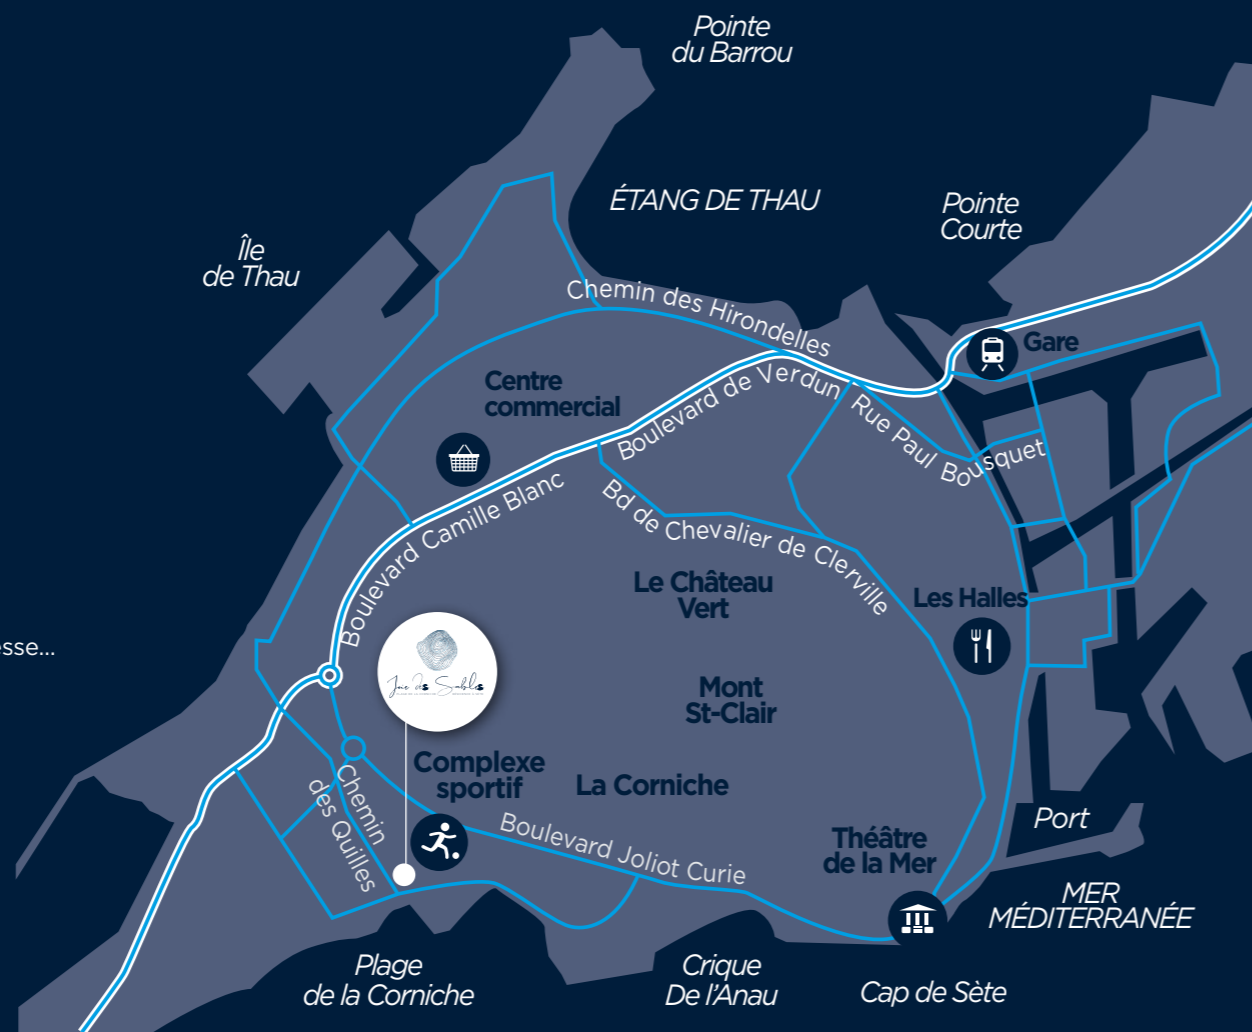 Pointe
du Barrou
ÉTANG DE THAU
Pointe
Courte
Île
de Thau
Chemin des Hirondelles
Gare
Centre
commercial
Boulevard de Verdun
Rue Paul Bousquet
Boulevard Camille Blanc
Bd de Chevalier de Clerville
Le Château
Vert
Les Halles
esse...
Joie des Sables
Mont
St-Clair
Complexe
sportif
La Corniche
Chemin
des Quilles
Boulevard Joliot Curie
Port
Théâtre
de la Mer
MER
MÉDITERRANÉE
Plage
de la Corniche
Crique
De l'Anau
Cap de Sète